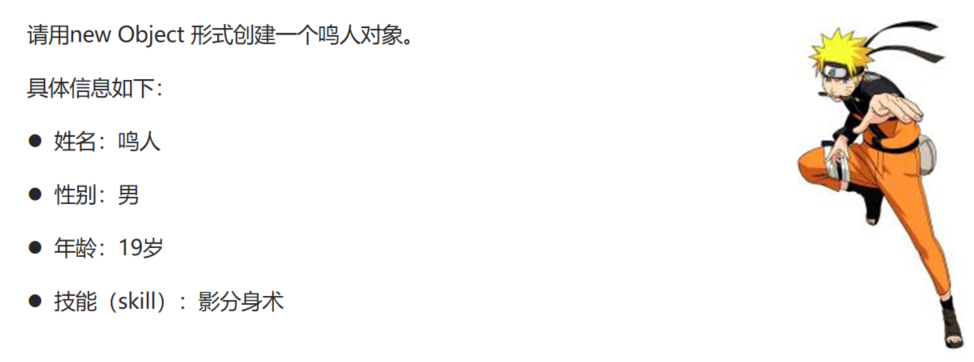 请用new Object 形式创建一个鸣人对象。
具体信息如下：
● 姓名：鸣人
● 性别：男
● 年龄：19岁
● 技能（skill）：影分身术